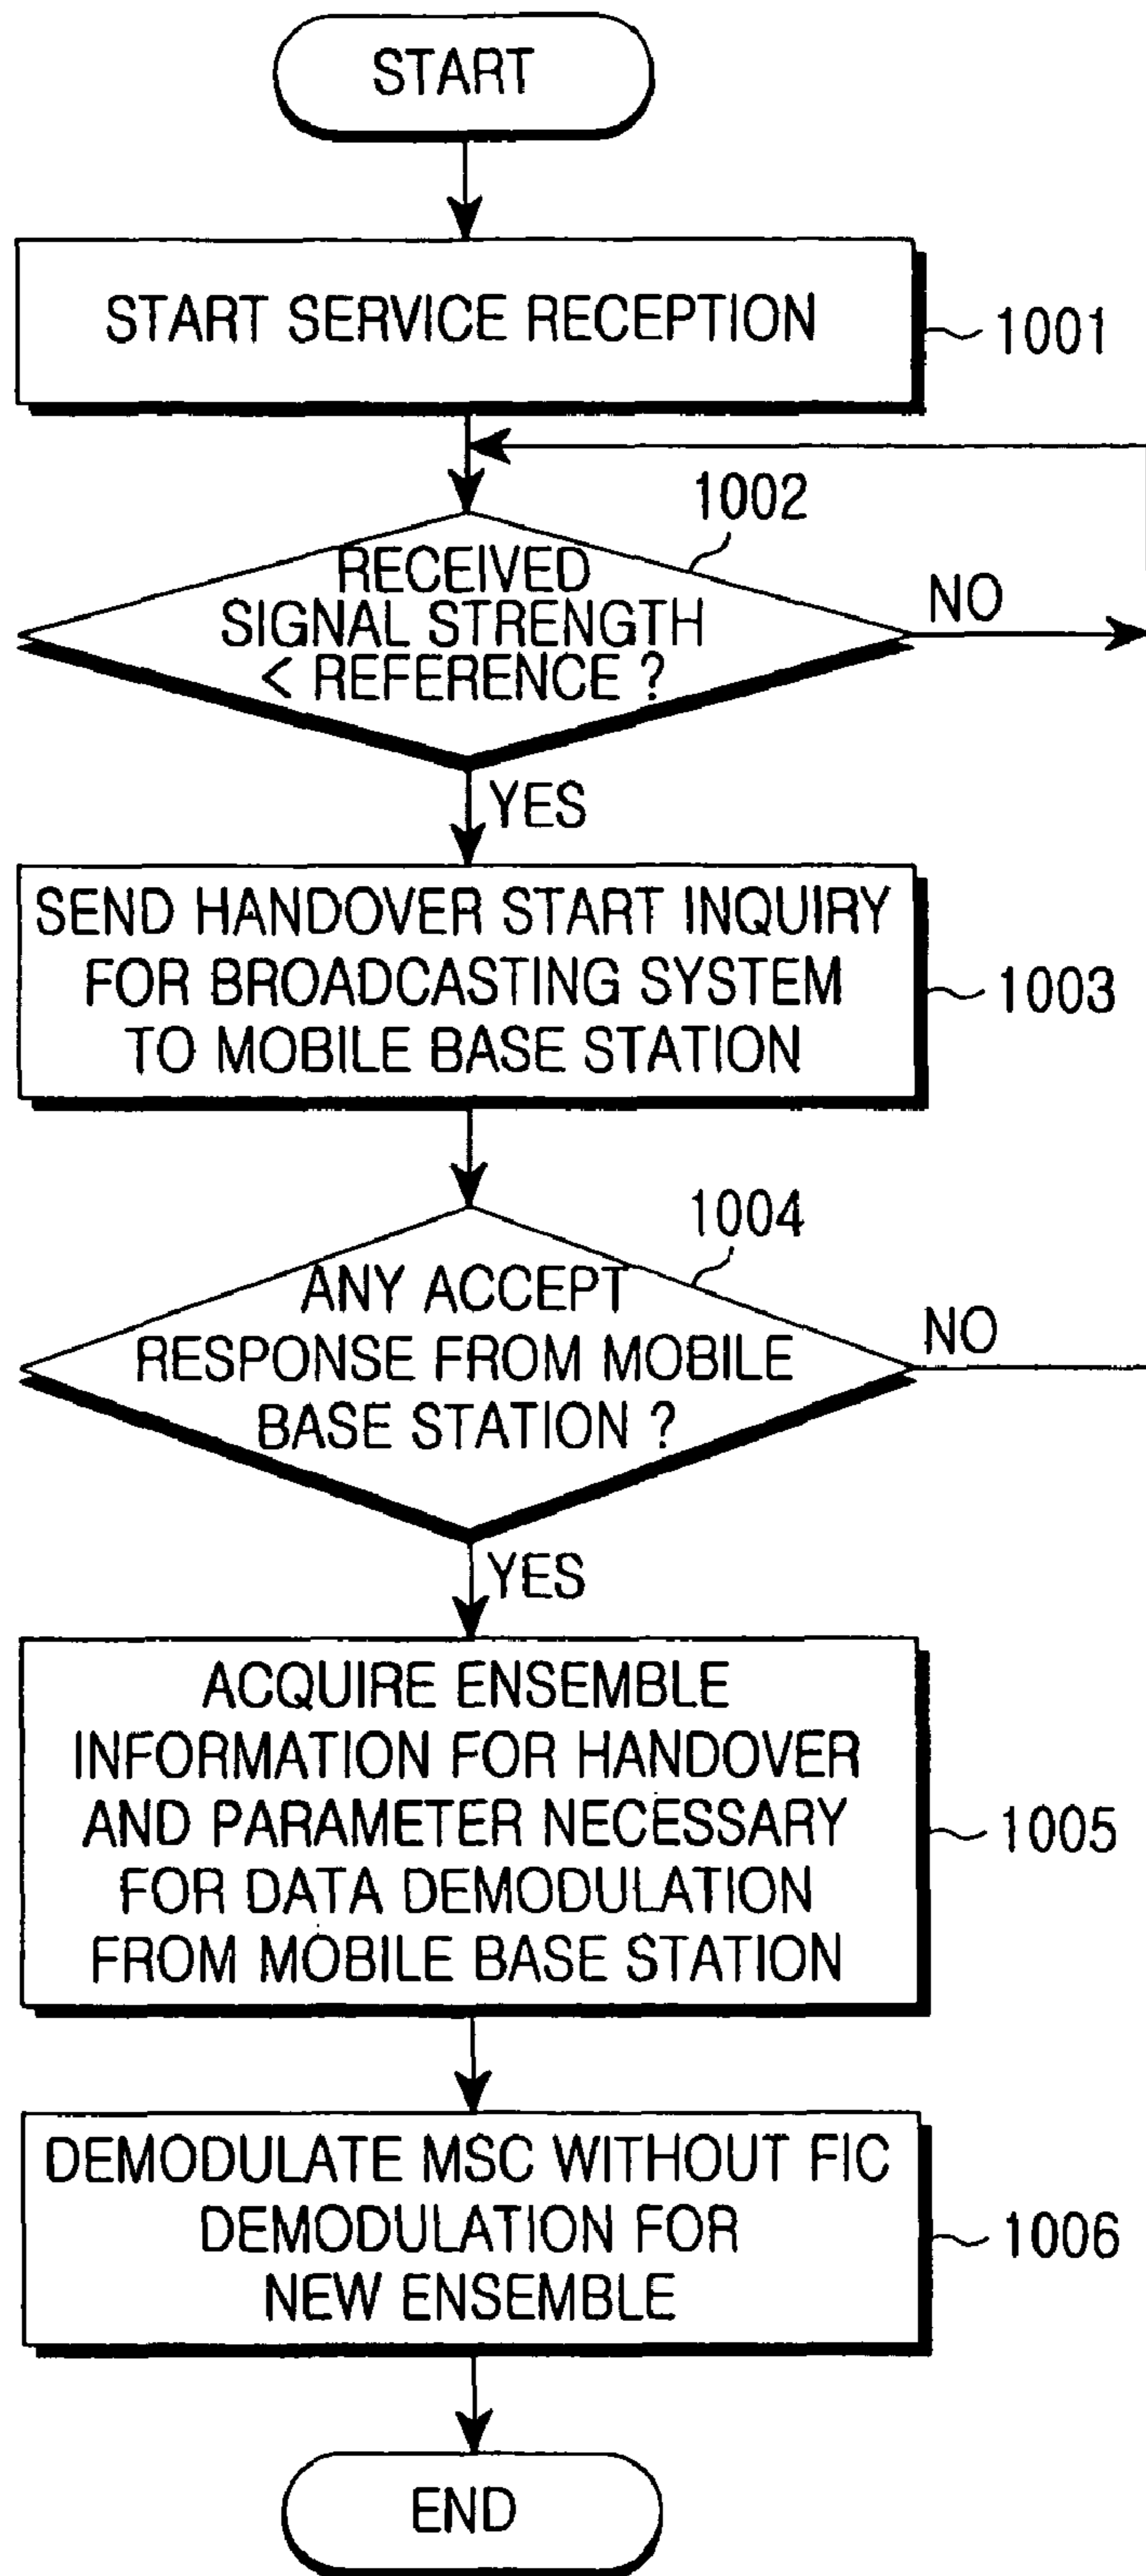 START
START SERVICE RECEPTION
1001
1002
RECEIVED
SIGNAL STRENGTH
< REFERENCE ?
NO
YES
SEND HANDOVER START INQUIRY
FOR BROADCASTING SYSTEM
TO MOBILE BASE STATION
1003
1004
ANY ACCEPT
RESPONSE FROM MOBILE
BASE STATION ?
NO
YES
ACQUIRE ENSEMBLE
INFORMATION FOR HANDOVER
AND PARAMETER NECESSARY
FOR DATA DEMODULATION
FROM MOBILE BASE STATION
1005
DEMODULATE MSC WITHOUT FIC
DEMODULATION FOR
NEW ENSEMBLE
1006
END